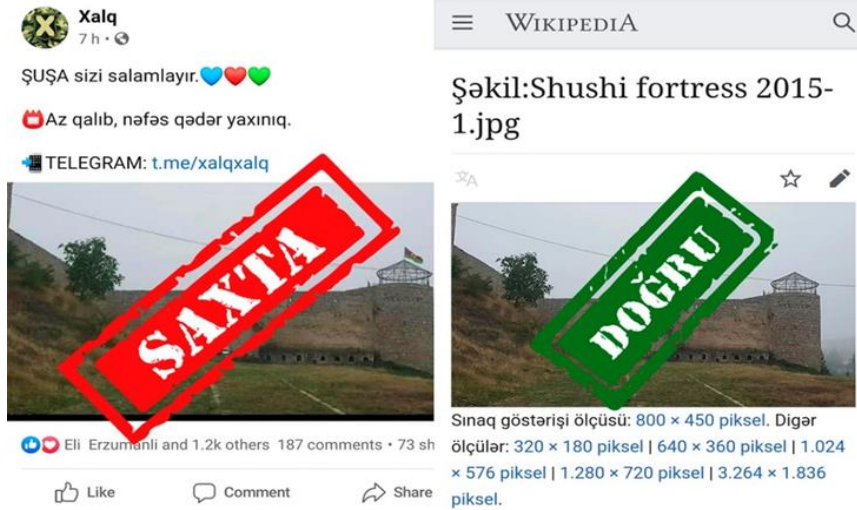 Xalq
7 h
ŞUŞA sizi salamlayır.💙❤️💚
📛Az qalıb, nəfəs qədər yaxınıq.
📲TELEGRAM: t.me/xalqxalq
SAXTA
Eli Erzumanli and 1.2k others 187 comments • 73 sh
Like Comment Share
WIKIPEDIA
Şəkil:Shushi fortress 2015-
1.jpg
DOĞRU
Sınaq göstərişi ölçüsü: 800 × 450 piksel. Digər
ölçülər: 320 × 180 piksel | 640 × 360 piksel | 1.024
× 576 piksel | 1.280 × 720 piksel | 3.264 × 1.836
piksel.